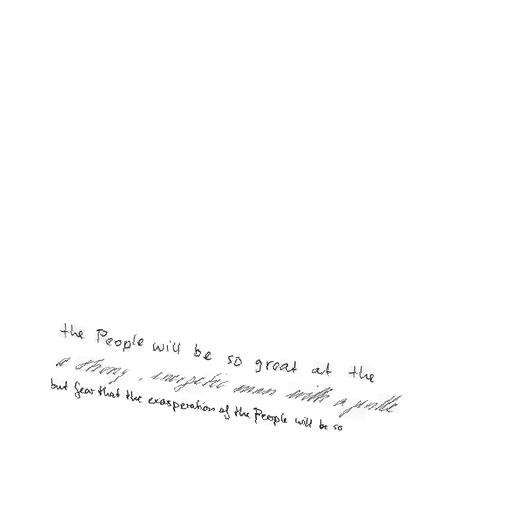 the People will be so great at the
a strong, energetic man with a gentle
but fear that the exasperation of the People will be so